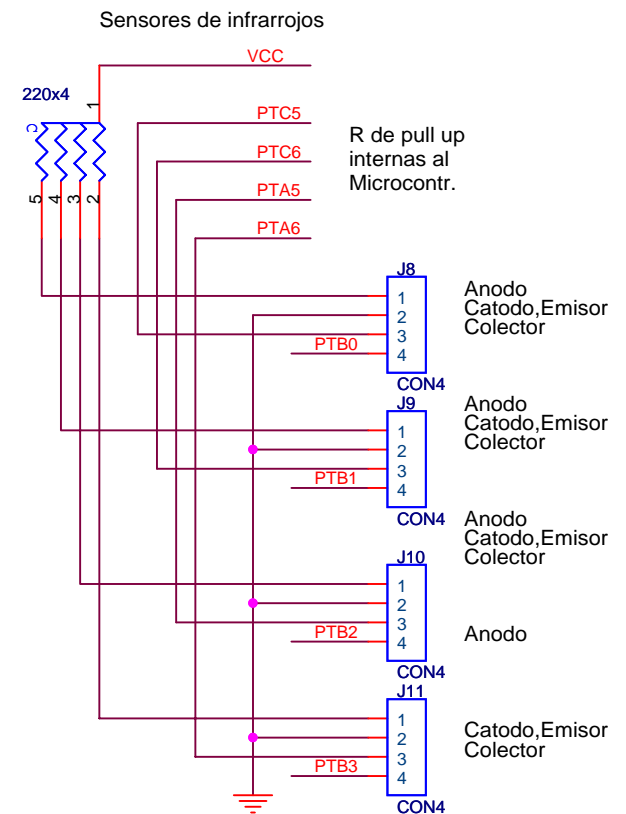 Sensores de infrarrojos
VCC
220x4
1
C
PTC5
R de pull up
PTC6
internas al
Microcontr.
PTA5
5
4
3
2
PTA6
J8
1
Anodo
2
Catodo,Emisor
3
Colector
PTB0
4
CON4
J9
Anodo
Catodo,Emisor
1
Colector
2
3
PTB1
4
CON4
Anodo
Catodo,Emisor
J10
Colector
1
2
3
PTB2
4
Anodo
CON4
J11
1
Catodo,Emisor
2
Colector
3
PTB3
4
CON4